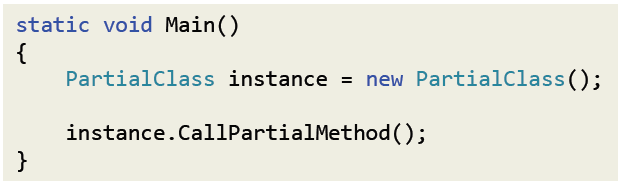 static void Main()
{
    PartialClass instance = new PartialClass();
    instance.CallPartialMethod();
}